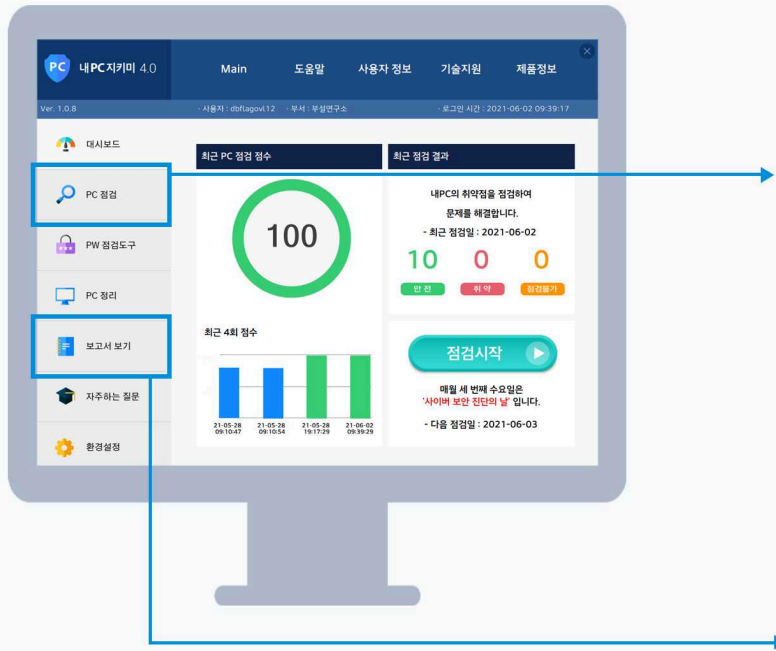 PC 내PC지키미 4.0
Main 도움말 사용자 정보 기술지원 제품정보
Ver. 1.0.8 · 사용자 : dbflagovl12 · 부서 : 부설연구소 · 로그인 시간 : 2021-06-02 09:39:17
대시보드
PC 점검
PW 점검도구
PC 정리
보고서 보기
자주하는 질문
환경설정
최근 PC 점검 점수
100
최근 4회 점수
21-05-28 21-05-28 21-05-28 21-06-02
09:10:47 09:10:54 19:17:29 09:39:29
최근 점검 결과
내PC의 취약점을 점검하여
문제를 해결합니다.
- 최근 점검일 : 2021-06-02
10 0 0
안전 취약 점검불가
점검시작
매월 세 번째 수요일은
'사이버 보안 진단의 날' 입니다.
- 다음 점검일 : 2021-06-03